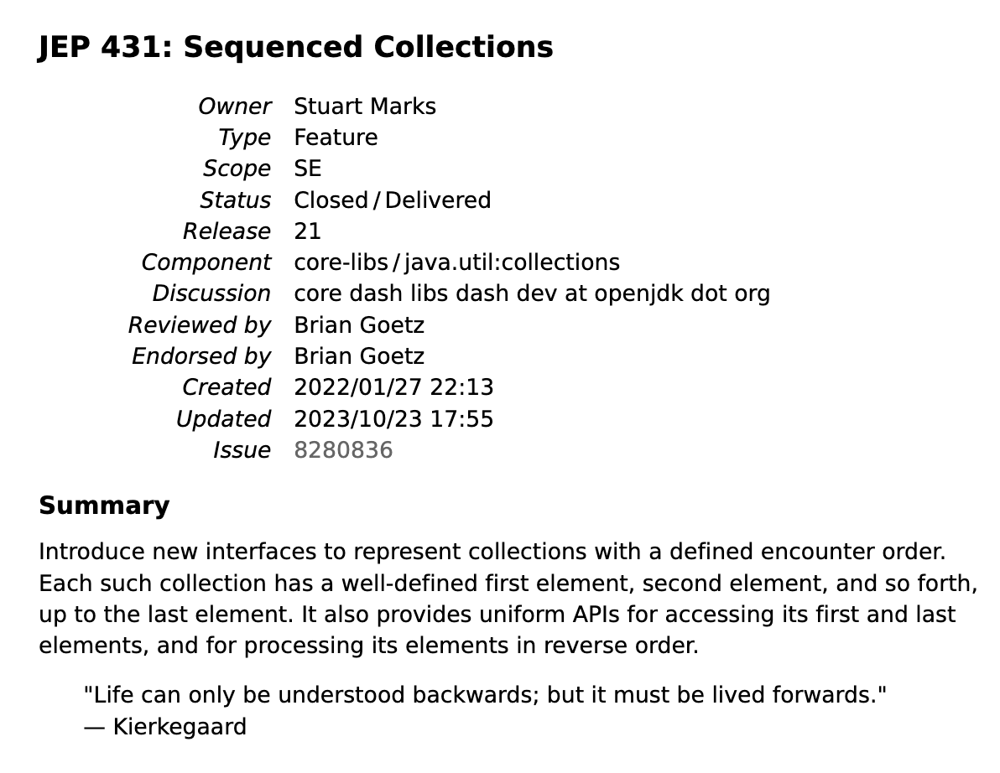 JEP 431: Sequenced Collections
Owner Stuart Marks
Type Feature
Scope SE
Status Closed / Delivered
Release 21
Component core-libs / java.util:collections
Discussion core dash libs dash dev at openjdk dot org
Reviewed by Brian Goetz
Endorsed by Brian Goetz
Created 2022/01/27 22:13
Updated 2023/10/23 17:55
Issue 8280836
Summary
Introduce new interfaces to represent collections with a defined encounter order.
Each such collection has a well-defined first element, second element, and so forth,
up to the last element. It also provides uniform APIs for accessing its first and last
elements, and for processing its elements in reverse order.
"Life can only be understood backwards; but it must be lived forwards."
— Kierkegaard